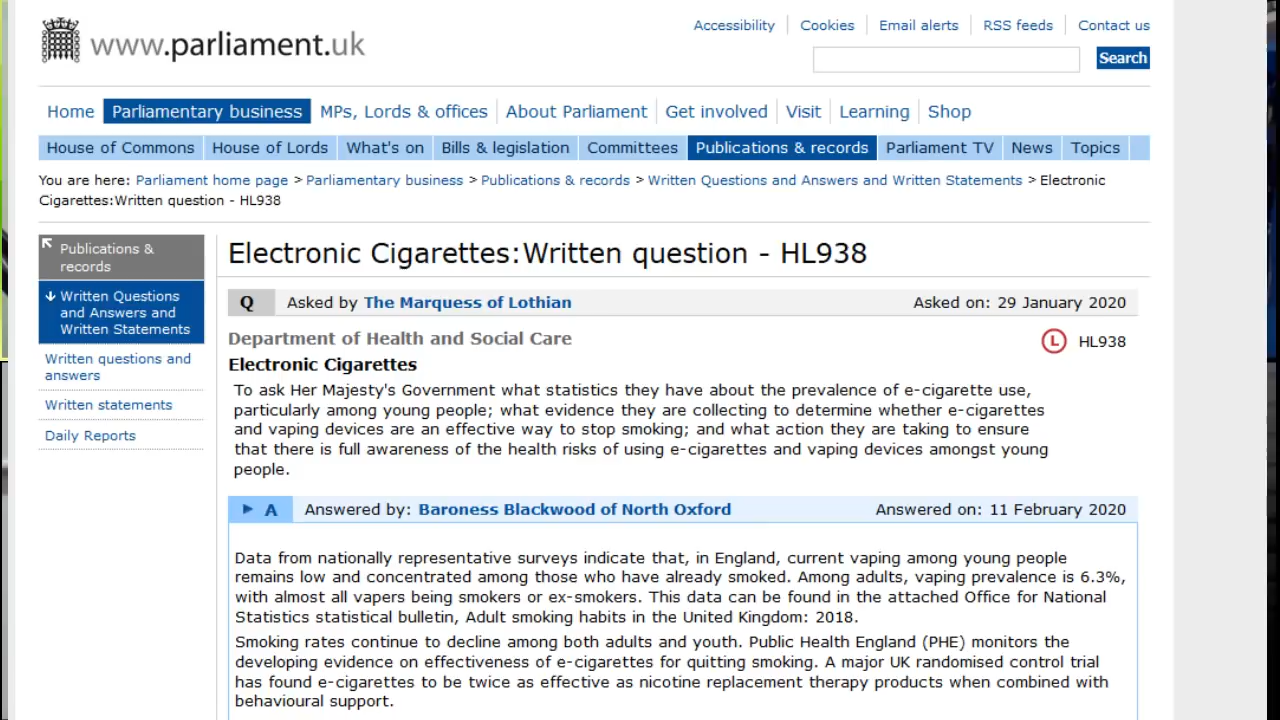 Accessibility Cookies Email alerts RSS feeds Contact us
www.parliament.uk
Search
Home Parliamentary business MPs, Lords & offices About Parliament Get involved Visit Learning Shop
House of Commons House of Lords What's on Bills & legislation Committees Publications & records Parliament TV News Topics
You are here: Parliament home page > Parliamentary business > Publications & records > Written Questions and Answers and Written Statements > Electronic
Cigarettes:Written question - HL938
Publications &
records
Written Questions
and Answers and
Written Statements
Written questions and
answers
Written statements
Daily Reports
Electronic Cigarettes:Written question - HL938
Q Asked by The Marquess of Lothian Asked on: 29 January 2020
Department of Health and Social Care
L HL938
Electronic Cigarettes
To ask Her Majesty's Government what statistics they have about the prevalence of e-cigarette use,
particularly among young people; what evidence they are collecting to determine whether e-cigarettes
and vaping devices are an effective way to stop smoking; and what action they are taking to ensure
that there is full awareness of the health risks of using e-cigarettes and vaping devices amongst young
people.
A Answered by: Baroness Blackwood of North Oxford Answered on: 11 February 2020
Data from nationally representative surveys indicate that, in England, current vaping among young people
remains low and concentrated among those who have already smoked. Among adults, vaping prevalence is 6.3%,
with almost all vapers being smokers or ex-smokers. This data can be found in the attached Office for National
Statistics statistical bulletin, Adult smoking habits in the United Kingdom: 2018.
Smoking rates continue to decline among both adults and youth. Public Health England (PHE) monitors the
developing evidence on effectiveness of e-cigarettes for quitting smoking. A major UK randomised control trial
has found e-cigarettes to be twice as effective as nicotine replacement therapy products when combined with
behavioural support.